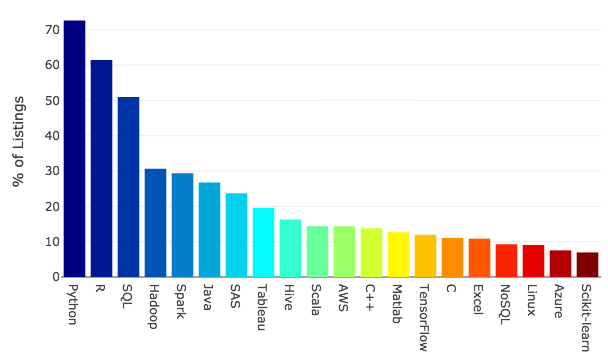 % of Listings
70
60
50
40
30
20
10
0
Python
R
SQL
Hadoop
Spark
Java
SAS
Tableau
Hive
Scala
AWS
C++
Matlab
TensorFlow
C
Excel
NoSQL
Linux
Azure
Scikit-learn